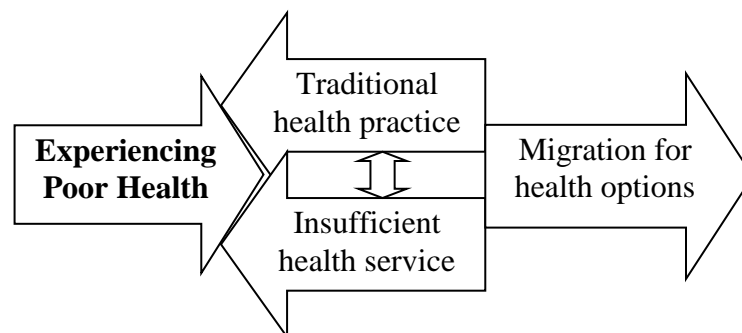 Experiencing
Poor Health
Traditional
health practice
Insufficient
health service
Migration for
health options